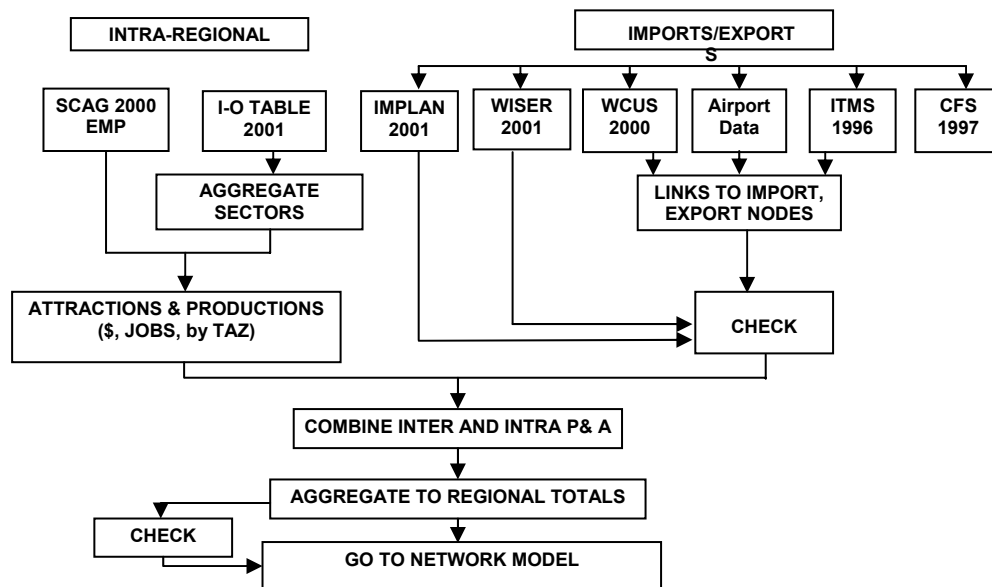 INTRA-REGIONAL
IMPORTS/EXPORT
S
SCAG 2000
EMP
I-O TABLE
2001
IMPLAN
2001
WISER
2001
WCUS
2000
Airport
Data
ITMS
1996
CFS
1997
AGGREGATE
SECTORS
LINKS TO IMPORT,
EXPORT NODES
ATTRACTIONS & PRODUCTIONS
($, JOBS, by TAZ)
CHECK
COMBINE INTER AND INTRA P& A
AGGREGATE TO REGIONAL TOTALS
CHECK
GO TO NETWORK MODEL